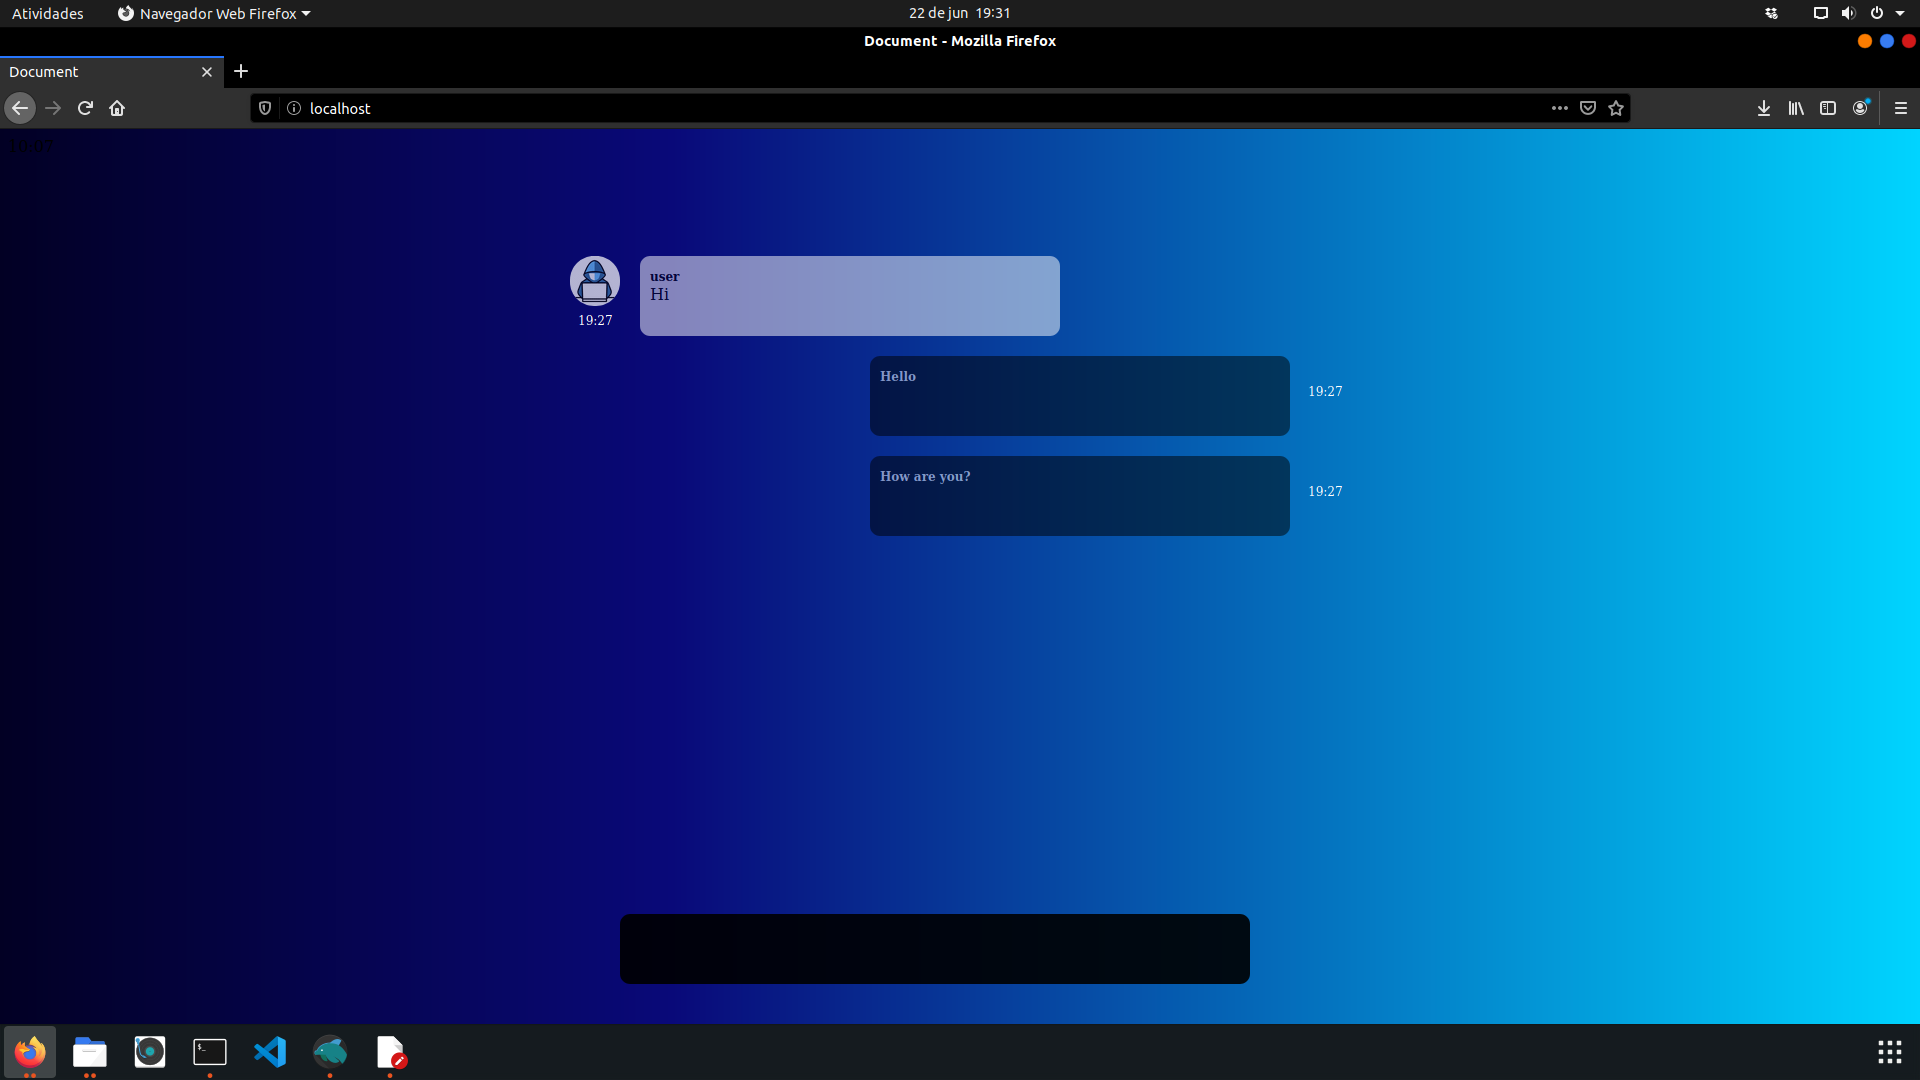 Atividades
Navegador Web Firefox
22 de jun 19:31
Document - Mozilla Firefox
Document
localhost
19:27
user
Hi
19:27
Hello
19:27
How are you?
19:27
$_